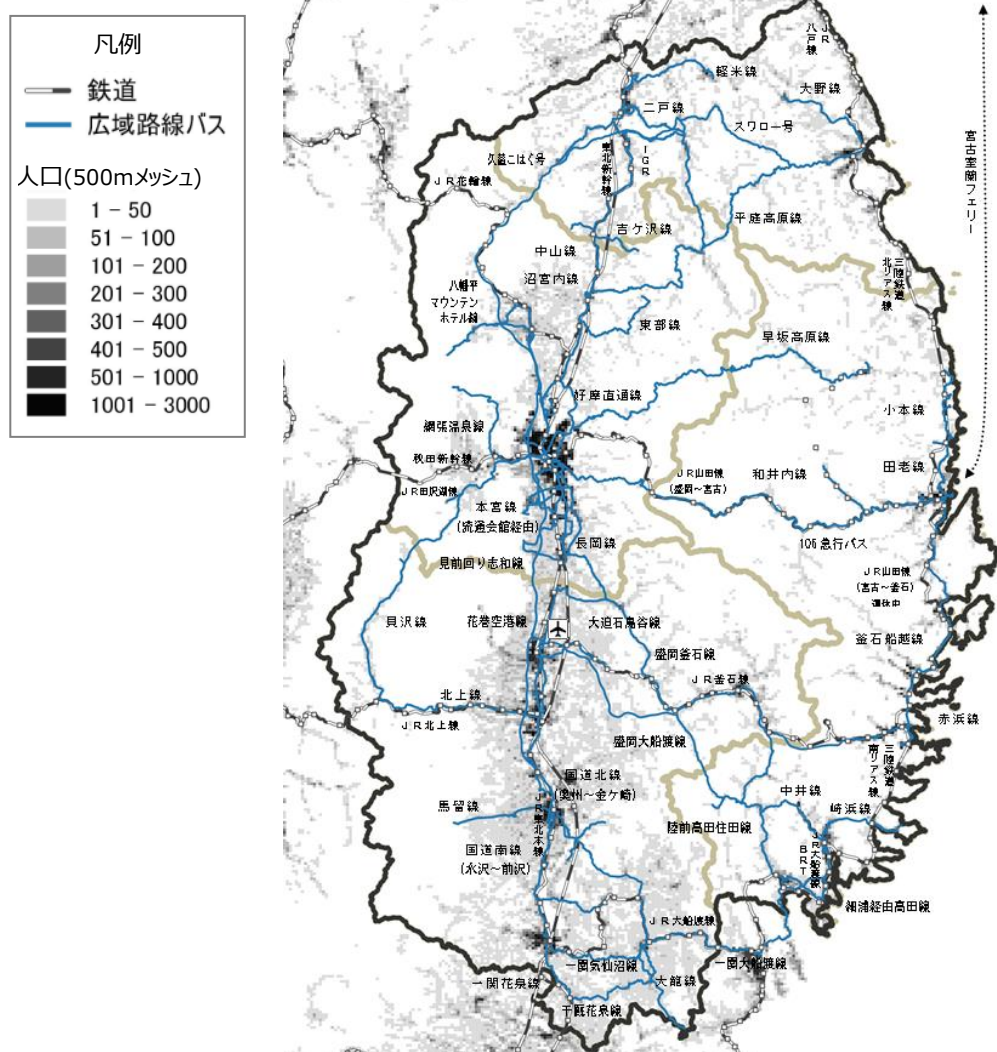 凡例
鉄道
広域路線バス
人口(500mメッシュ)
1 - 50
51 - 100
101 - 200
201 - 300
301 - 400
401 - 500
501 - 1000
1001 - 3000
JR
八戸線
軽米線
大野線
二戸線
スワロー号
宮古室蘭フェリー
久慈こはく号
東北新幹線
IGR
JR花輪線
平庭高原線
吉ケ沢線
中山線
沼宮内線
三陸鉄道
北リアス線
八幡平
マウンテン
ホテル線
東部線
早坂高原線
好摩直通線
小本線
網張温泉線
秋田新幹線
JR田沢湖線
JR山田線
(盛岡~宮古)
和井内線
田老線
本宮線
(流通会館経由)
長岡線
106急行バス
見前回り志和線
JR山田線
(宮古~釜石)
運休中
貝沢線
花巻空港線
大迫石鳥谷線
釜石船越線
盛岡釜石線
JR釜石線
北上線
JR北上線
赤浜線
盛岡大船渡線
三陸鉄道
南リアス線
国道北線
(奥州~金ケ崎)
中井線
崎浜線
馬留線
JR東北本線
陸前高田住田線
JR大船渡線
BRT
国道南線
(水沢~前沢)
細浦経由高田線
JR大船渡線
一関気仙沼線
一関大船渡線
一関花泉線
大籠線
千厩花泉線